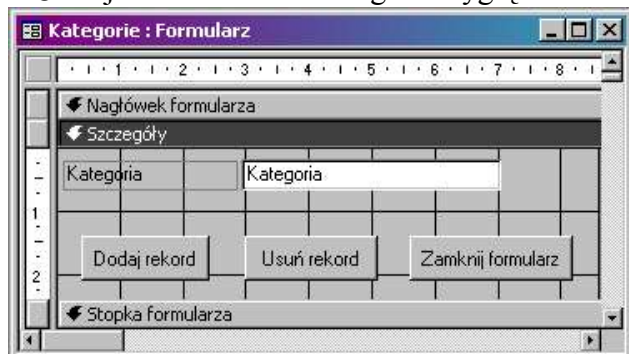 Kategorie : Formularz
1 2 3 4 5 6 7 8
Nagłówek formularza
Szczegóły
Kategoria Kategoria
1
Dodaj rekord Usuń rekord Zamknij formularz
2
Stopka formularza